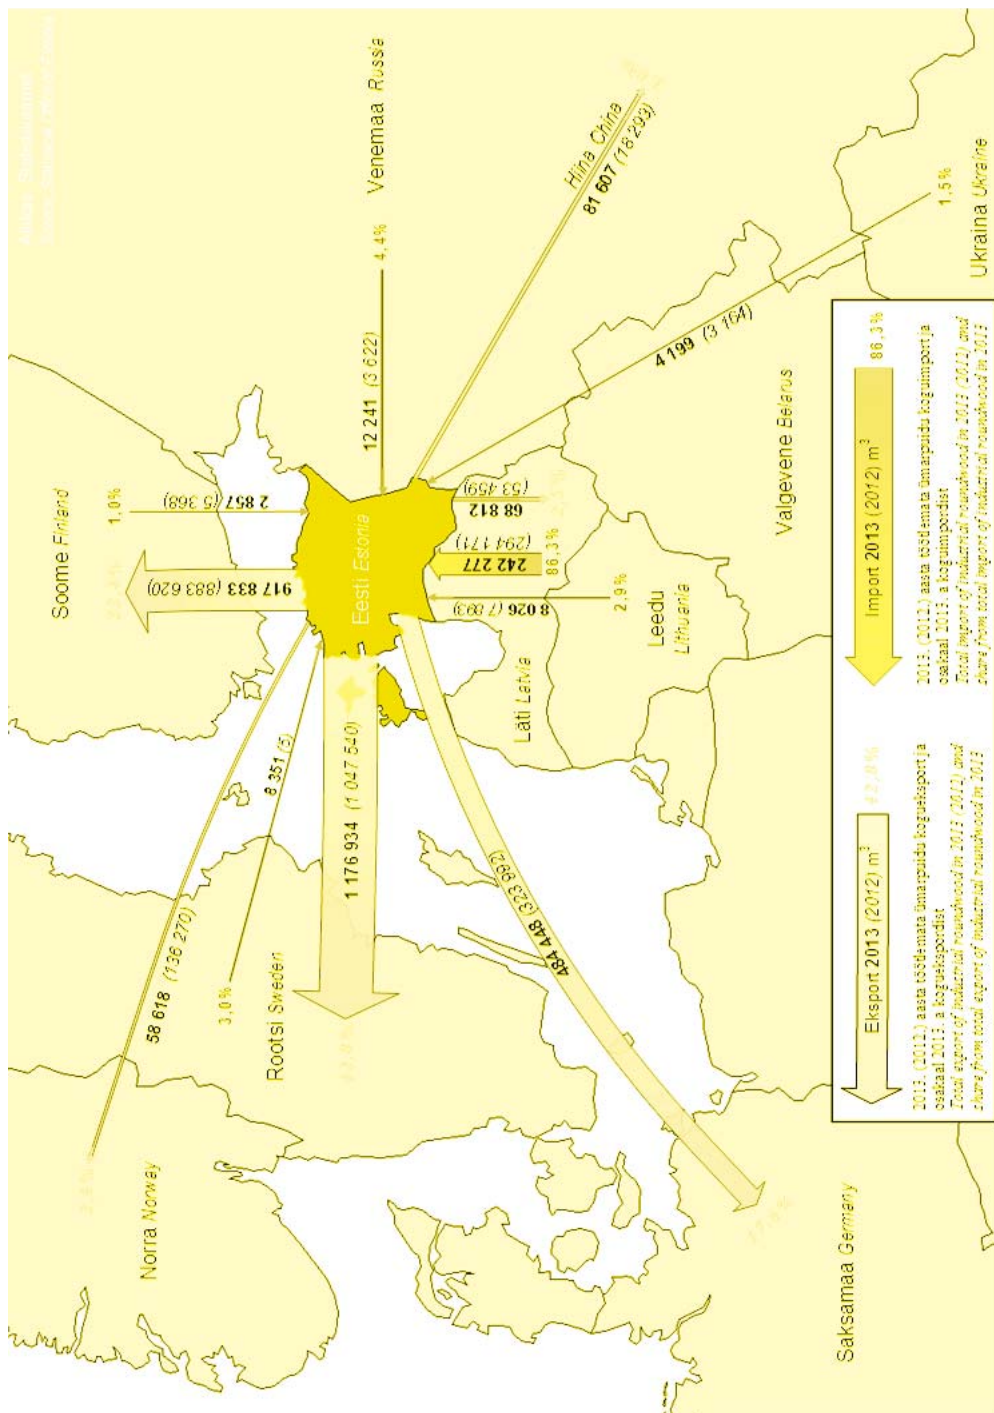 Norra Norway
58 618 (136 270)
Rootsi Sweden
3,0%
8 351 (5)
1 176 934 (1 047 540)
Soome Finland
917 833 (883 620)
1,0%
2 857 (5 368)
Venemaa Russia
4,4%
12 241 (3 622)
Eesti Estonia
Hiina China
81 607 (18 293)
68 812
(53 459)
242 277
(294 171)
86,3%
8 026 (7 893)
2,9%
4 199 (3 164)
1,5%
Ukraina Ukraine
Valgevene Belarus
Leedu
Lithuania
Läti Latvia
484 448 (323 992)
Saksamaa Germany
Eksport 2013 (2012) m³
42,8%
2013. (2012.) aasta töötlemata ümarpuidu kogueksport ja
osakaal 2013. a koguekspordist
Total export of industrial roundwood in 2013 (2012) and
share from total export of industrial roundwood in 2013
Import 2013 (2012) m³
86,3%
2013. (2012.) aasta töötlemata ümarpuidu koguimport ja
osakaal 2013. a koguimpordist
Total import of industrial roundwood in 2013 (2012) and
share from total import of industrial roundwood in 2013